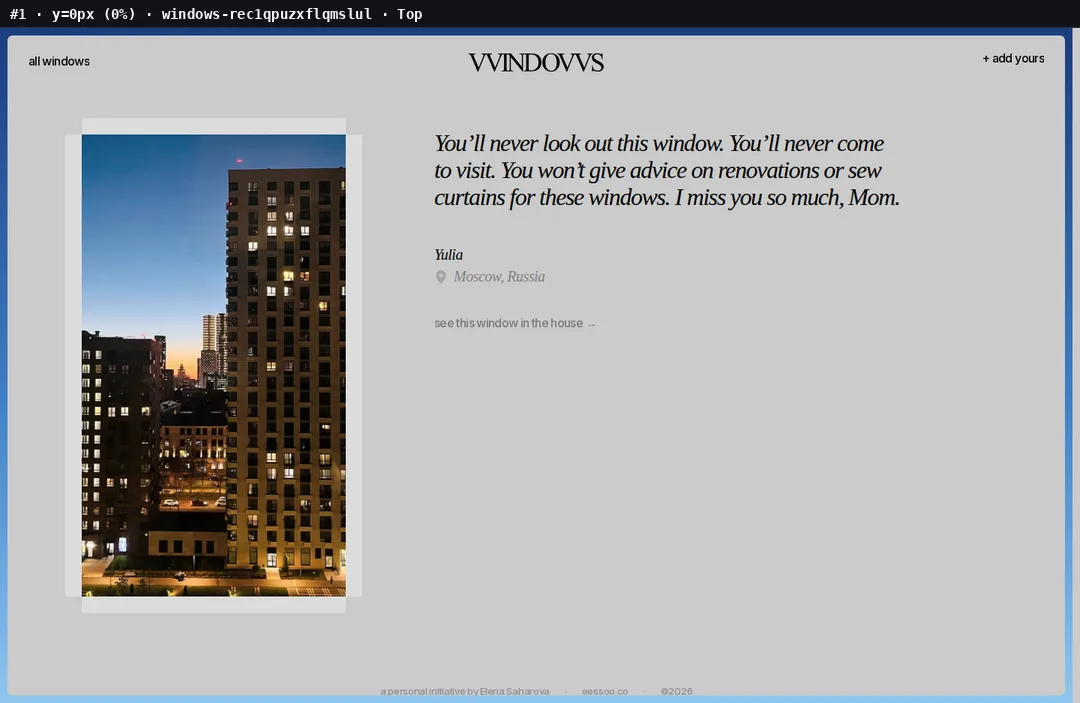 #1 · y=0px (0%) · windows-rec1qpuzxflqmslul · Top
all windows
VVINDOVVS
+ add yours
You’ll never look out this window. You’ll never come
to visit. You won’t give advice on renovations or sew
curtains for these windows. I miss you so much, Mom.
Yulia
Moscow, Russia
see this window in the house →
a personal initiative by Elena Saharova · eessoo.co · ©2026